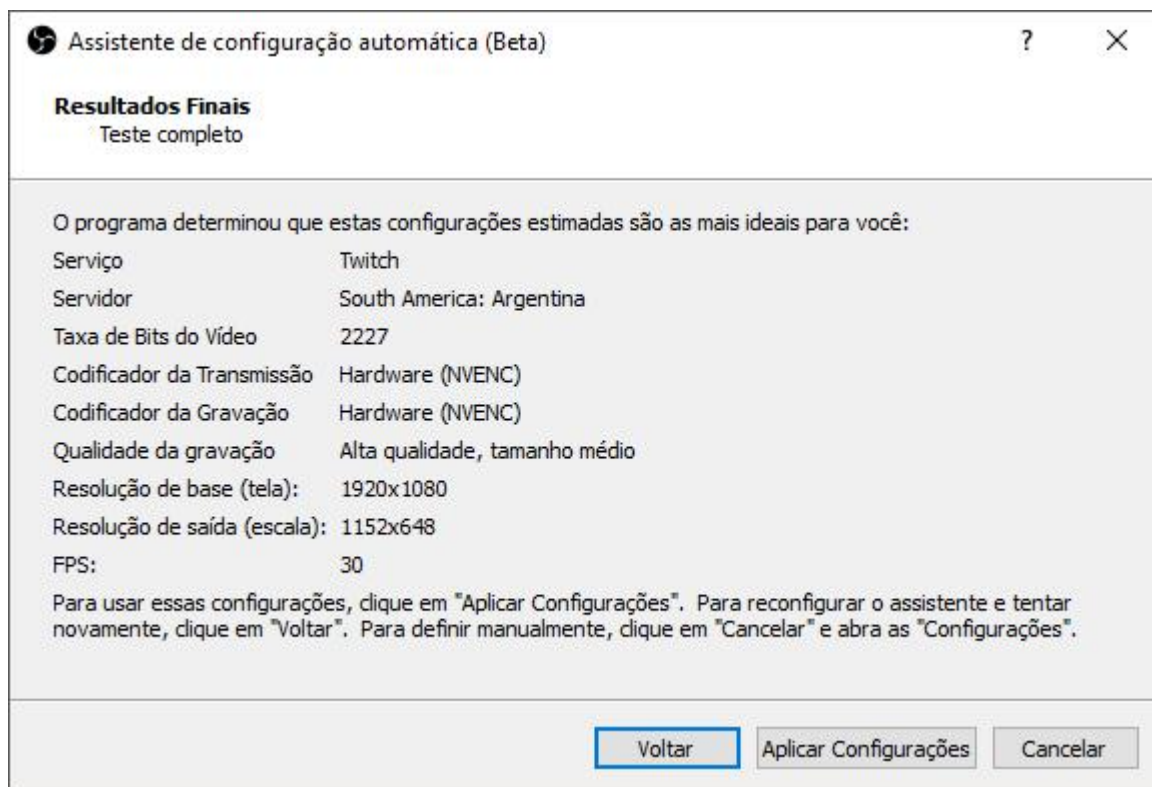 Assistente de configuração automática (Beta)
Resultados Finais
Teste completo
O programa determinou que estas configurações estimadas são as mais ideais para você:
Serviço Twitch
Servidor South America: Argentina
Taxa de Bits do Vídeo 2227
Codificador da Transmissão Hardware (NVENC)
Codificador da Gravação Hardware (NVENC)
Qualidade da gravação Alta qualidade, tamanho médio
Resolução de base (tela): 1920x1080
Resolução de saída (escala): 1152x648
FPS: 30
Para usar essas configurações, clique em "Aplicar Configurações". Para reconfigurar o assistente e tentar
novamente, clique em "Voltar". Para definir manualmente, clique em "Cancelar" e abra as "Configurações".
Voltar Aplicar Configurações Cancelar